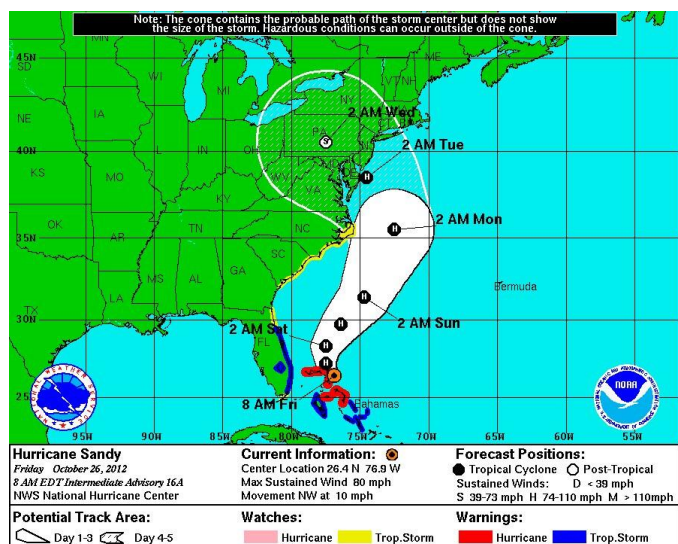 Note: The cone contains the probable path of the storm center but does not show
the size of the storm. Hazardous conditions can occur outside of the cone.
45N
SD
MN
WI
MI
NY
VT
NH
ME
2 AM Wed
NE
IA
40N
IL
IN
OH
PA
NJ
2 AM Tue
KS
MO
WV
VA
MD
DE
KY
2 AM Mon
OK
AR
TN
NC
35N
SC
MS
AL
GA
Bermuda
TX
LA
30N
2 AM Sat
2 AM Sun
FL
8 AM Fri
Bahamas
25N
NOAA
95W 90W 85W 80W 75W 70W 65W 60W 55W
Hurricane Sandy
Friday October 26, 2012
8 AM EDT Intermediate Advisory 16A
NWS National Hurricane Center
Current Information:
Center Location 26.4 N 76.9 W
Max Sustained Wind 80 mph
Movement NW at 10 mph
Forecast Positions:
H Tropical Cyclone Post-Tropical
Sustained Winds: D < 39 mph
S 39-73 mph H 74-110 mph M > 110mph
Potential Track Area:
Day 1-3 Day 4-5
Watches:
Hurricane Trop.Storm
Warnings:
Hurricane Trop.Storm